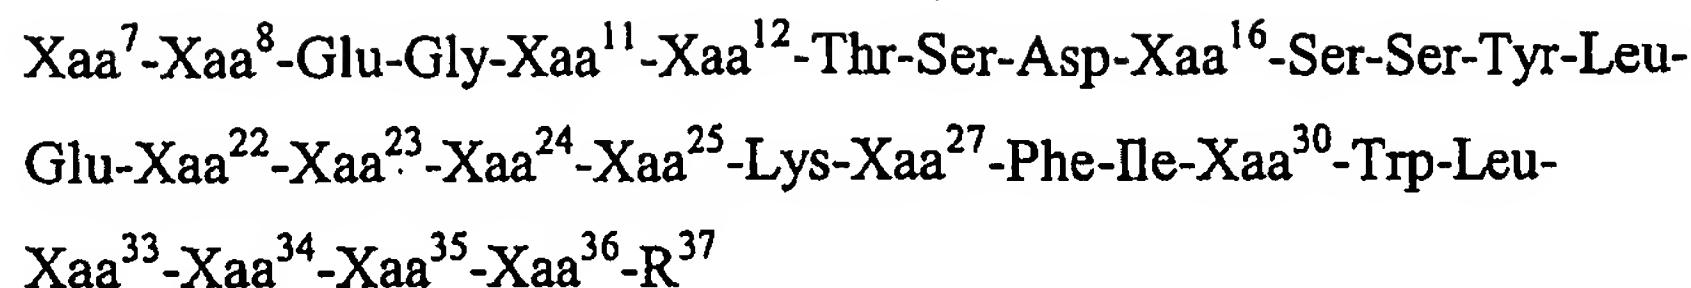 Xaa⁷-Xaa⁸-Glu-Gly-Xaa¹¹-Xaa¹²-Thr-Ser-Asp-Xaa¹⁶-Ser-Ser-Tyr-Leu-
Glu-Xaa²²-Xaa²³-Xaa²⁴-Xaa²⁵-Lys-Xaa²⁷-Phe-Ile-Xaa³⁰-Trp-Leu-
Xaa³³-Xaa³⁴-Xaa³⁵-Xaa³⁶-R³⁷